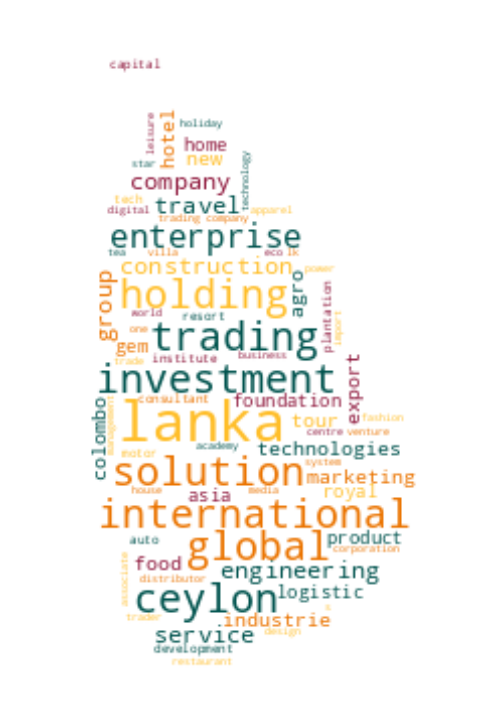 capital
leisure
hotel
holiday
home
star
new
technology
company
tech
travel
digital
apparel
trading company
enterprise
tea
villa
eco
lk
construction
power
holding
agro
group
plantation
world
resort
import
one
trading
gem
business
trade
institute
export
investment
consultant
foundation
colombo
management
lanka
tour
fashion
centre
venture
academy
technologies
motor
solution
system
marketing
house
asia
media
royal
international
auto
global
product
corporation
food
engineering
distributor
associate
ceylon
logistic
s
trader
industrie
service
design
development
restaurant